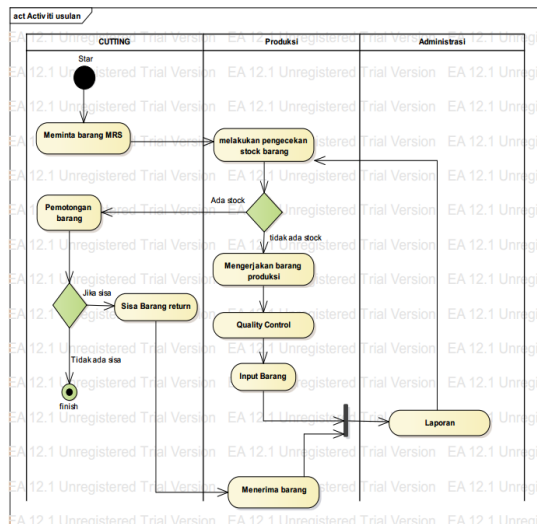 act Activiti usulan
CUTTING
Produksi
Administrasi
Star
Meminta barang MRS
melakukan pengecekan
stock barang
Ada stock
Pemotongan
barang
tidak ada stock
Mengerjakan barang
produksi
Jika sisa
Sisa Barang return
Quality Control
Tidak ada sisa
Input Barang
finish
Laporan
Menerima barang
EA 12.1 Unregistered Trial Version